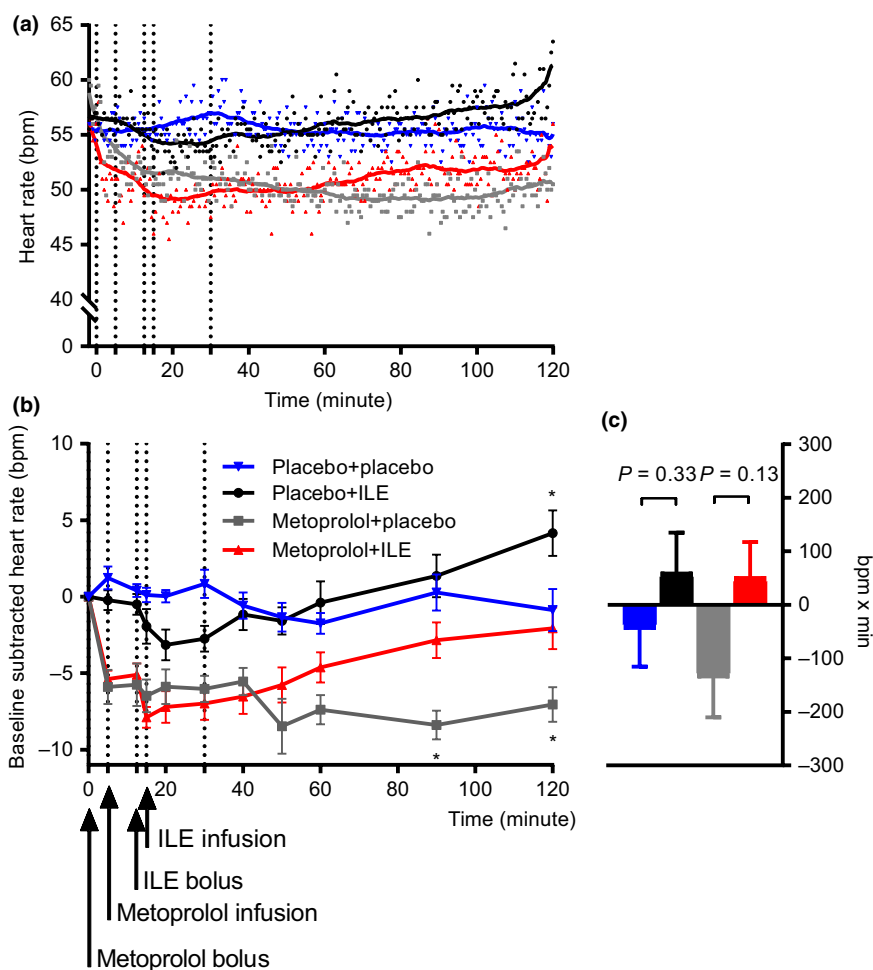 (a)
65
60
55
50
45
40
0
Heart rate (bpm)
0 20 40 60 80 100 120
Time (minute)
(b)
10
5
0
–5
–10
Baseline subtracted heart rate (bpm)
Placebo+placebo
Placebo+ILE
Metoprolol+placebo
Metoprolol+ILE
*
*
*
0 20 40 60 80 100 120
Time (minute)
ILE infusion
ILE bolus
Metoprolol infusion
Metoprolol bolus
(c)
P = 0.33 P = 0.13
300
200
100
0
–100
–200
–300
bpm x min